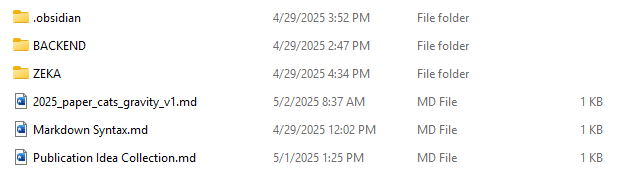 .obsidian 4/29/2025 3:52 PM File folder
BACKEND 4/29/2025 2:47 PM File folder
ZEKA 4/29/2025 4:34 PM File folder
2025_paper_cats_gravity_v1.md 5/2/2025 8:37 AM MD File 1 KB
Markdown Syntax.md 4/29/2025 12:02 PM MD File 1 KB
Publication Idea Collection.md 5/1/2025 1:25 PM MD File 1 KB